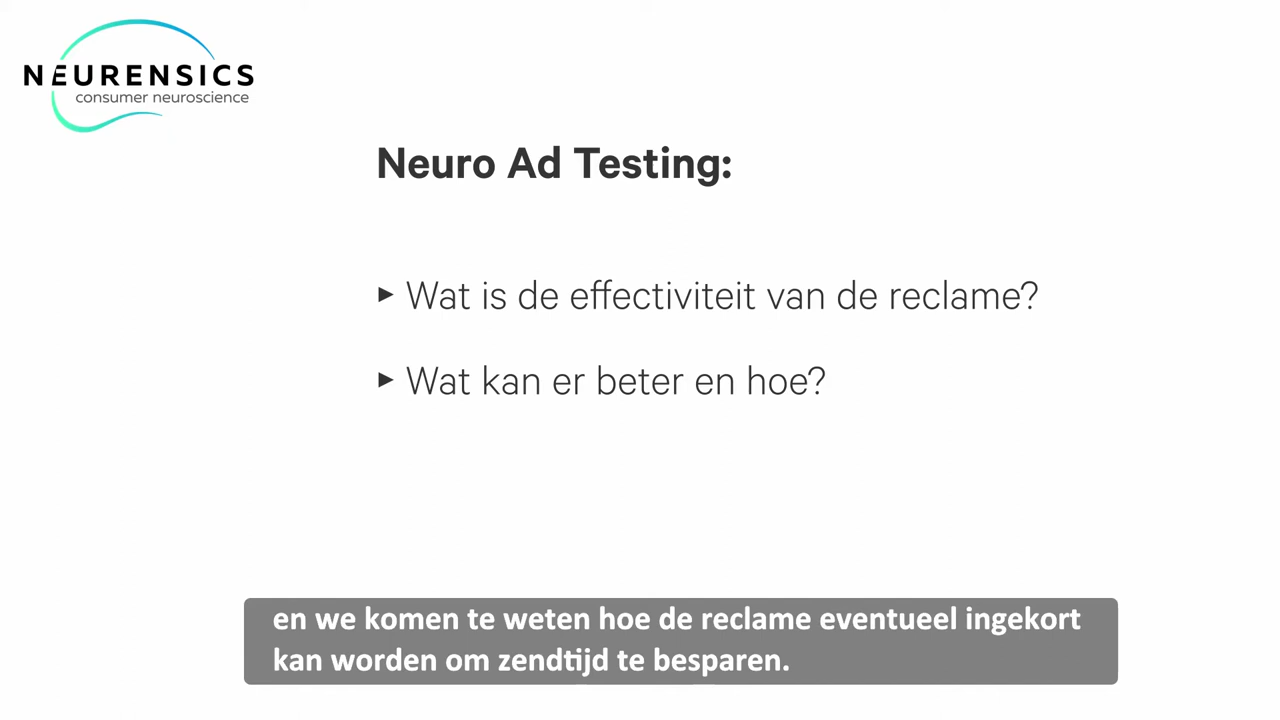 NEURENSICS
consumer neuroscience
Neuro Ad Testing:
▸ Wat is de effectiviteit van de reclame?
▸ Wat kan er beter en hoe?
en we komen te weten hoe de reclame eventueel ingekort
kan worden om zendtijd te besparen.